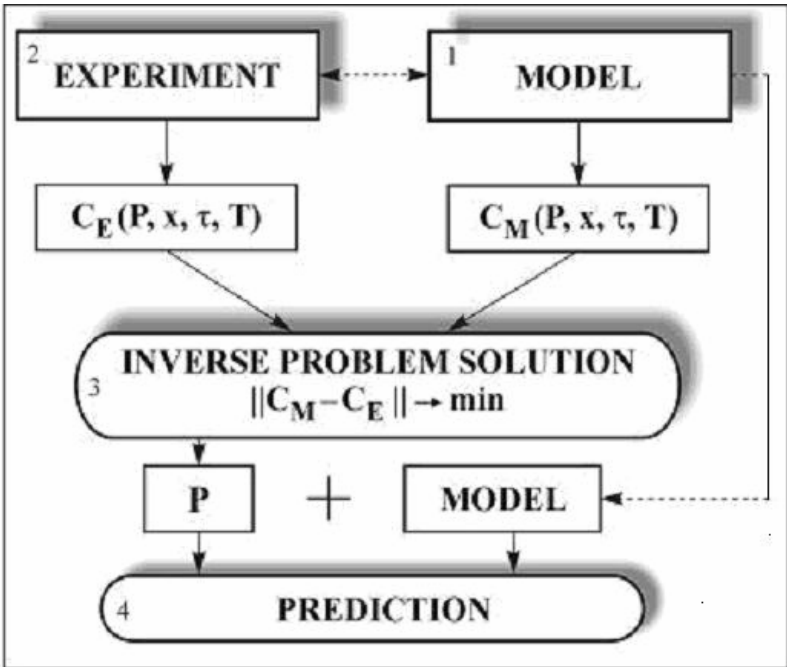 2
EXPERIMENT
1
MODEL
C_E (P, x, τ, T)
C_M (P, x, τ, T)
3
INVERSE PROBLEM SOLUTION
||C_M − C_E || → min
P
+
MODEL
4
PREDICTION